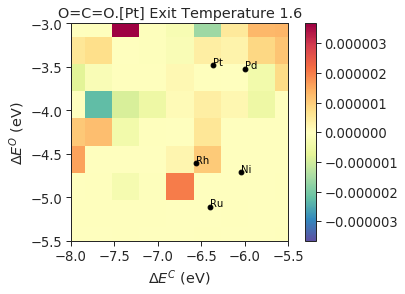 O=C=O.[Pt] Exit Temperature 1.6
−3.0
−3.5
−4.0
−4.5
−5.0
−5.5
ΔE^O (eV)
Pt
Pd
Rh
Ni
Ru
−8.0 −7.5 −7.0 −6.5 −6.0 −5.5
ΔE^C (eV)
0.000003
0.000002
0.000001
0.000000
−0.000001
−0.000002
−0.000003